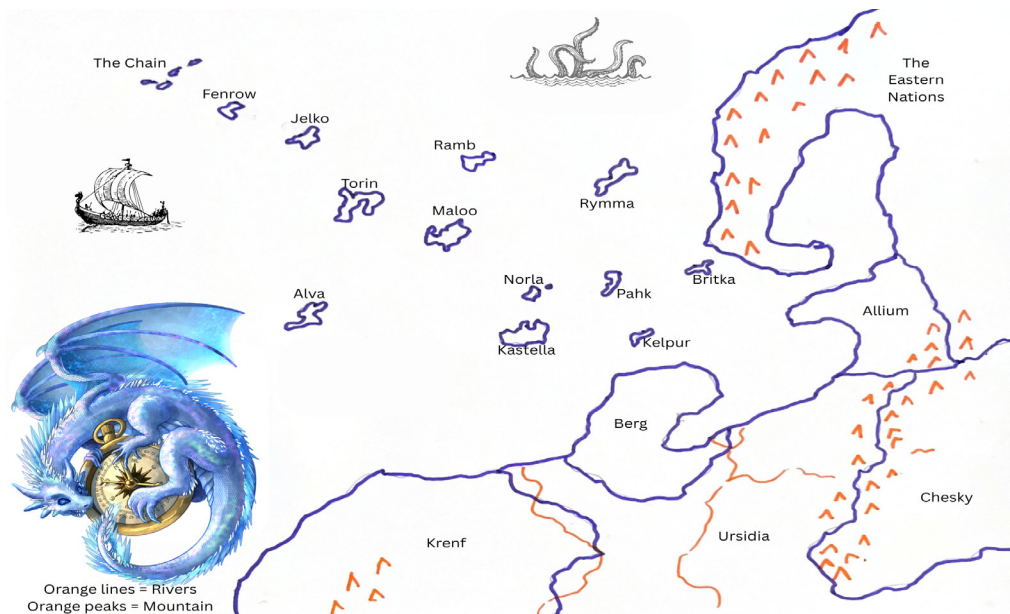 The Chain
Fenrow
Jelko
Ramb
Torin
Rymma
Maloo
The
Eastern
Nations
Norla
Pahk
Britka
Alva
Kastella
Kelpur
Allium
Berg
Chesky
Krenf
Ursidia
Orange lines = Rivers
Orange peaks = Mountain